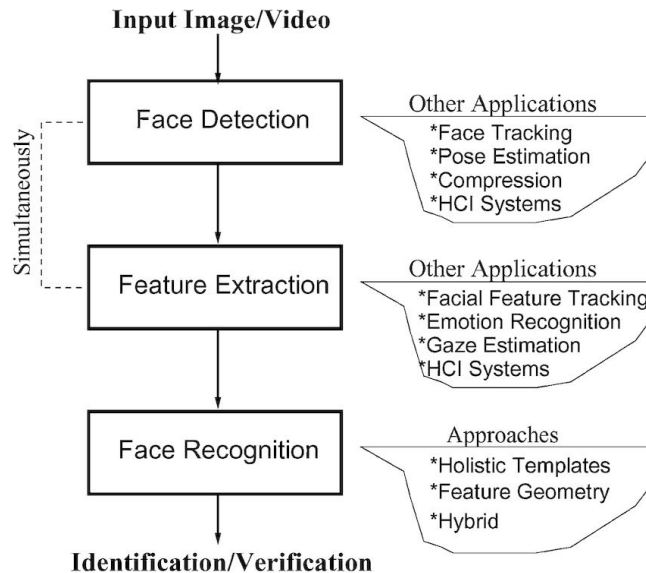 Input Image/Video
Face Detection
Other Applications
*Face Tracking
*Pose Estimation
*Compression
*HCI Systems
Simultaneously
Feature Extraction
Other Applications
*Facial Feature Tracking
*Emotion Recognition
*Gaze Estimation
*HCI Systems
Face Recognition
Approaches
*Holistic Templates
*Feature Geometry
*Hybrid
Identification/Verification